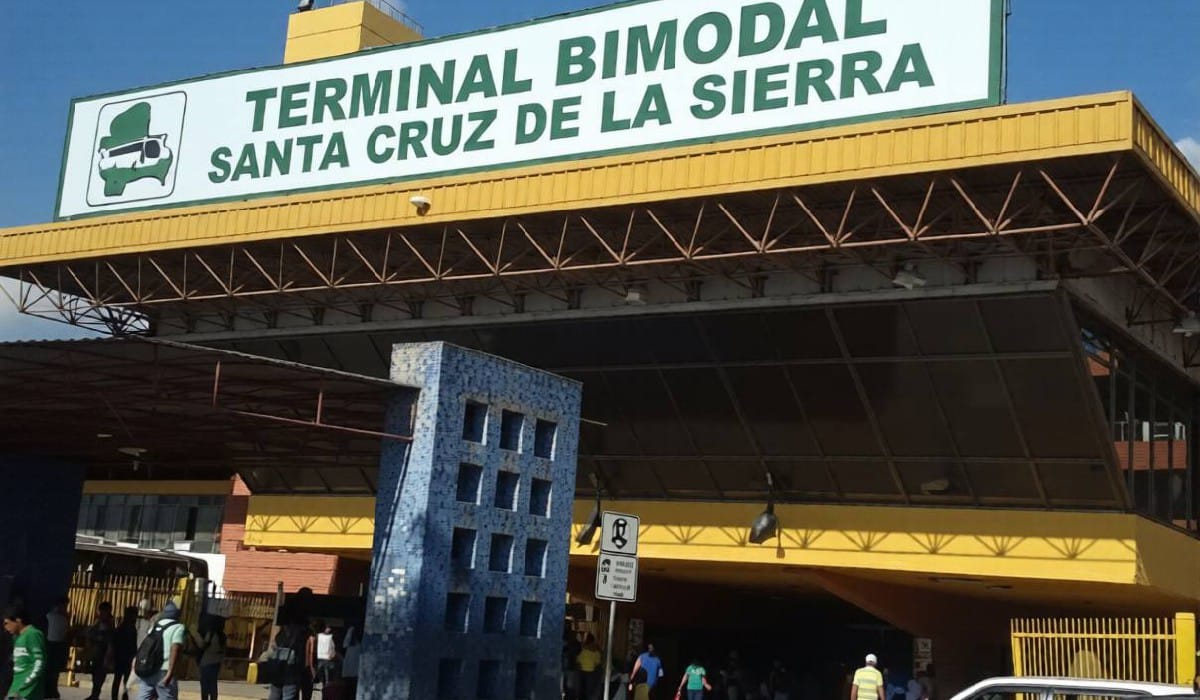 TERMINAL BIMODAL
SANTA CRUZ DE LA SIERRA